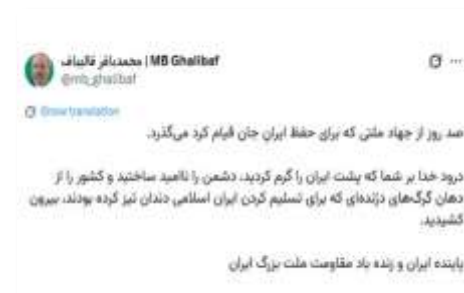 محمدباقر قالیباف | MB Ghalibaf
@mb_ghalibaf
Show translation
صد روز از جهاد ملتی که برای حفظ ایران جان قیام کرد می‌گذرد.
درود خدا بر شما که پشت ایران را گرم کردید، دشمن را ناامید ساختید و کشور را از
دهان گرگ‌های درنده‌ای که برای تسلیم کردن ایران اسلامی دندان تیز کرده بودند، بیرون
کشیدید.
پاینده ایران و زنده باد مقاومت ملت بزرگ ایران